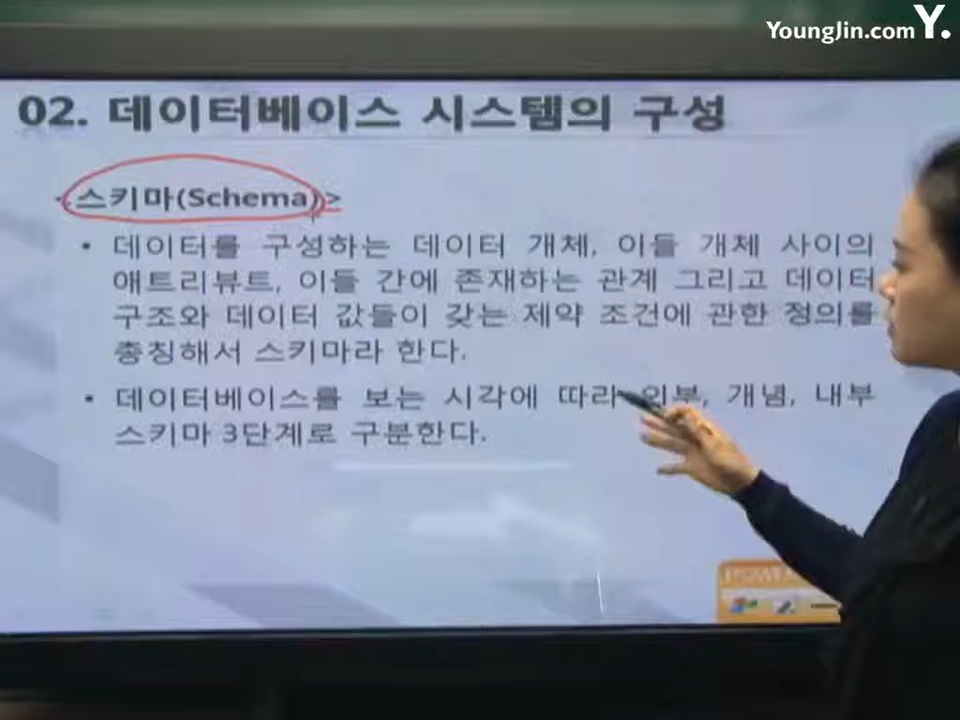 YoungJin.com Y.
02. 데이터베이스 시스템의 구성
<스키마(Schema)>
• 데이터를 구성하는 데이터 개체, 이들 개체 사이의
애트리뷰트, 이들 간에 존재하는 관계 그리고 데이터
구조와 데이터 값들이 갖는 제약 조건에 관한 정의를
총칭해서 스키마라 한다.
• 데이터베이스를 보는 시각에 따라 외부, 개념, 내부
스키마 3단계로 구분한다.